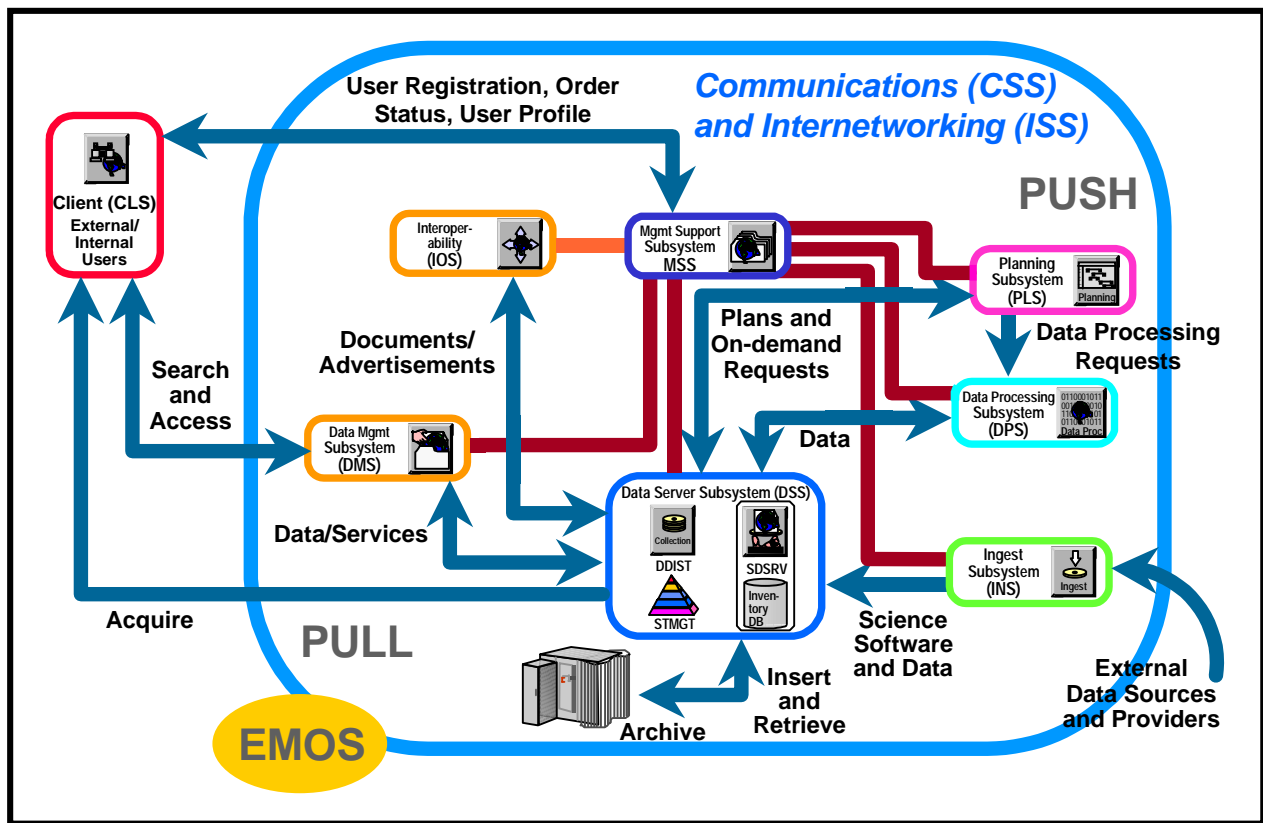 User Registration, Order
Status, User Profile
Communications (CSS)
and Internetworking (ISS)
PUSH
Client (CLS)
External/
Internal
Users
Interoper-
ability
(IOS)
Mgmt Support
Subsystem
MSS
Planning
Subsystem
(PLS)
Planning
Documents/
Advertisements
Plans and
On-demand
Requests
Data Processing
Requests
Search
and
Access
Data Mgmt
Subsystem
(DMS)
Data Processing
Subsystem
(DPS)
Data Proc
Data
Data Server Subsystem (DSS)
Collection
DDIST
SDSRV
STMGT
Inven-
tory
DB
Data/Services
Ingest
Subsystem
(INS)
Ingest
Acquire
PULL
Science
Software
and Data
External
Data Sources
and Providers
Insert
and
Retrieve
Archive
EMOS